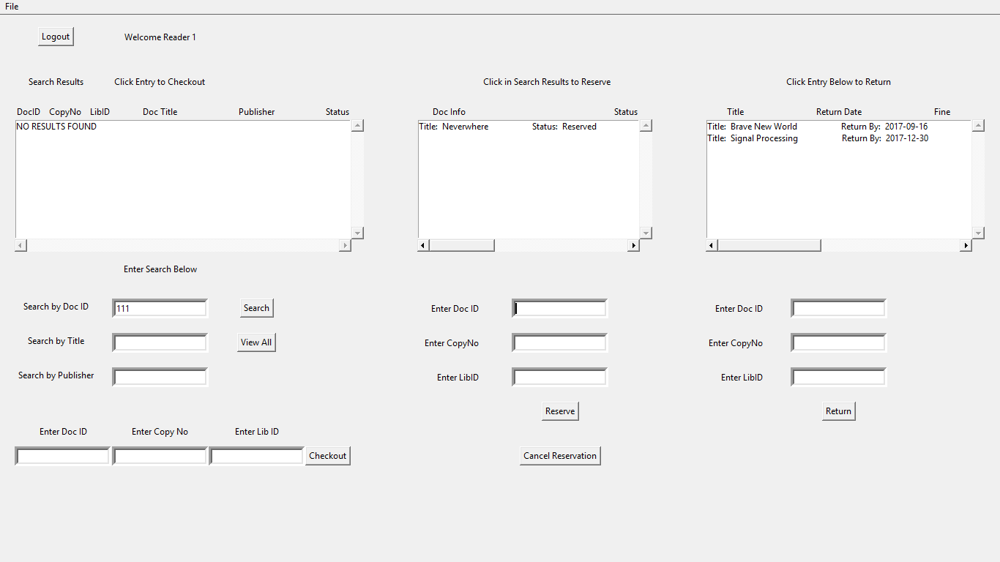 File
Logout Welcome Reader 1
Search Results Click Entry to Checkout Click in Search Results to Reserve Click Entry Below to Return
DocID CopyNo LibID Doc Title Publisher Status Doc Info Status Title Return Date Fine
NO RESULTS FOUND Title: Neverwhere Status: Reserved Title: Brave New World Return By: 2017-09-16
Title: Signal Processing Return By: 2017-12-30
Enter Search Below
Search by Doc ID 111 Search Enter Doc ID Enter Doc ID
Search by Title View All Enter CopyNo Enter CopyNo
Search by Publisher Enter LibID Enter LibID
Reserve Return
Enter Doc ID Enter Copy No Enter Lib ID
Checkout Cancel Reservation